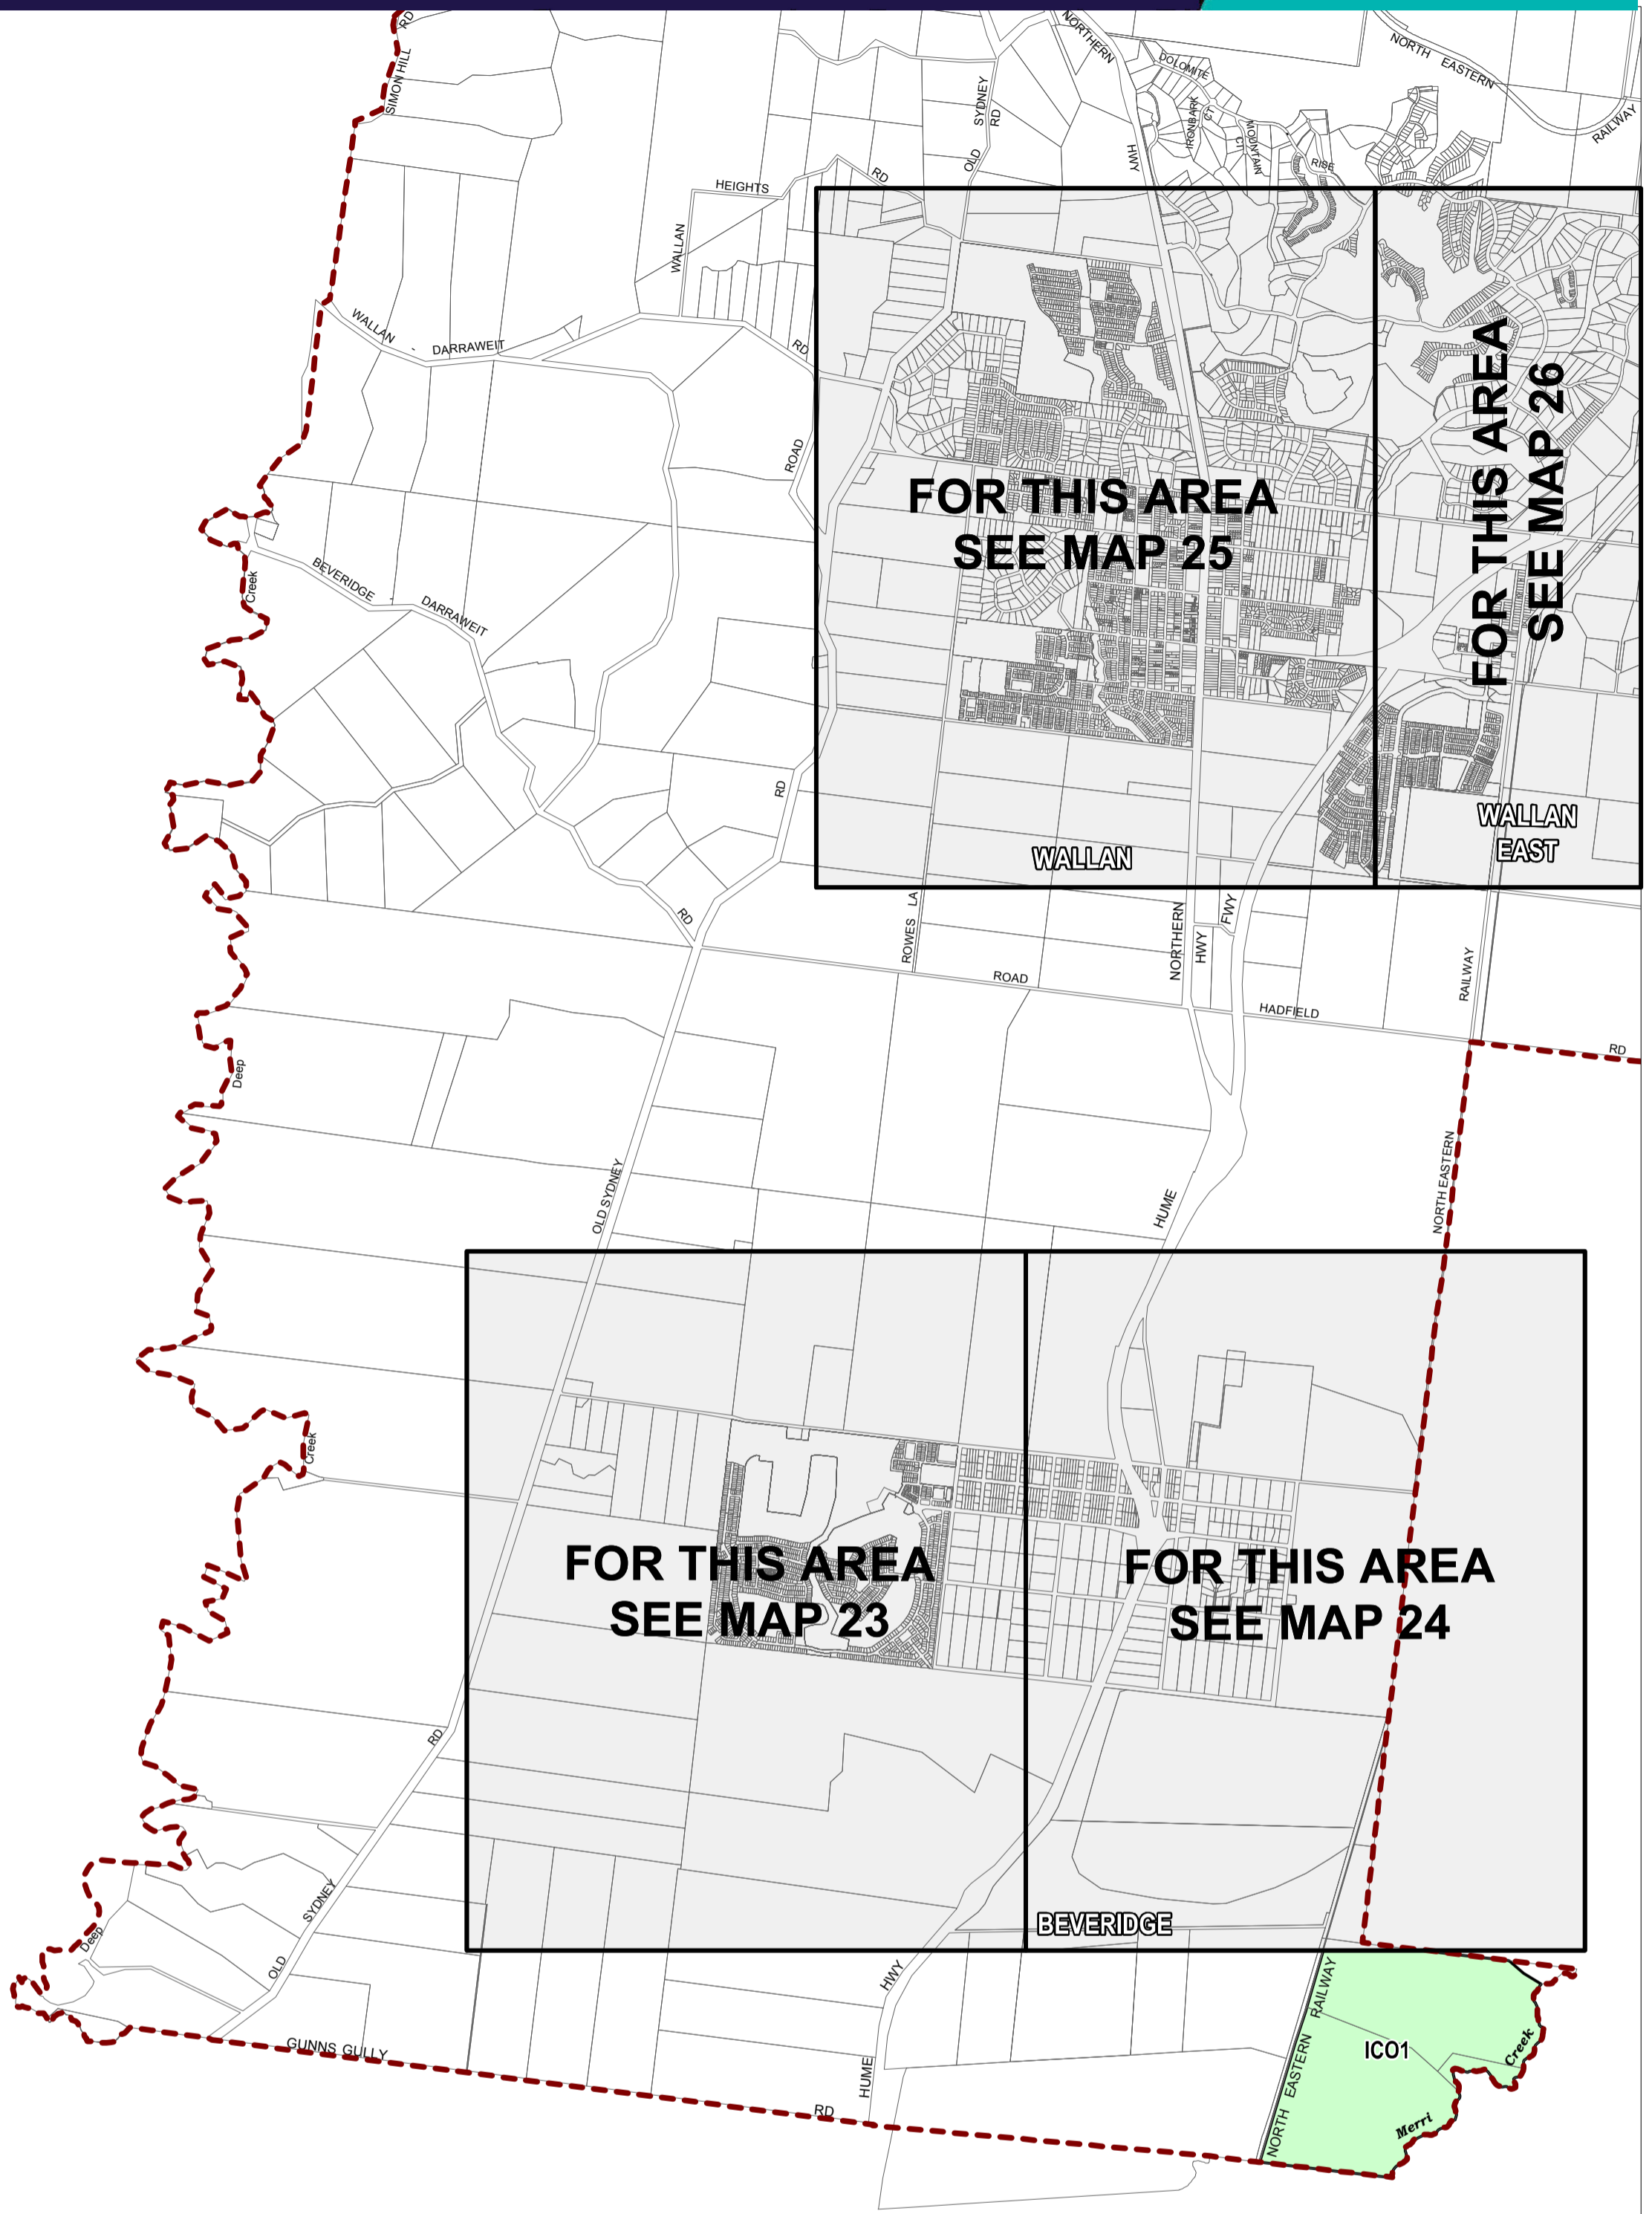 RD
SIMON HILL
NORTHERN
NORTH EASTERN
RAILWAY
DOLOMITE
IRONBARK
CT
MOUNTAIN
CT
RISE
SYDNEY
RD
OLD
HWY
HEIGHTS
RD
WALLAN
WALLAN - DARRAWEIT
RD
ROAD
FOR THIS AREA
SEE MAP 25
FOR THIS AREA
SEE MAP 26
Creek
BEVERIDGE - DARRAWEIT
RD
RD
WALLAN
WALLAN
EAST
ROWES LA
NORTHERN
HWY
FWY
RAILWAY
ROAD
HADFIELD
RD
Deep
OLD SYDNEY
HUME
NORTH EASTERN
Creek
FOR THIS AREA
SEE MAP 23
FOR THIS AREA
SEE MAP 24
RD
SYDNEY
OLD
Deep
BEVERIDGE
HWY
HUME
GUNNS GULLY
RD
NORTH EASTERN RAILWAY
ICO1
Creek
Merri